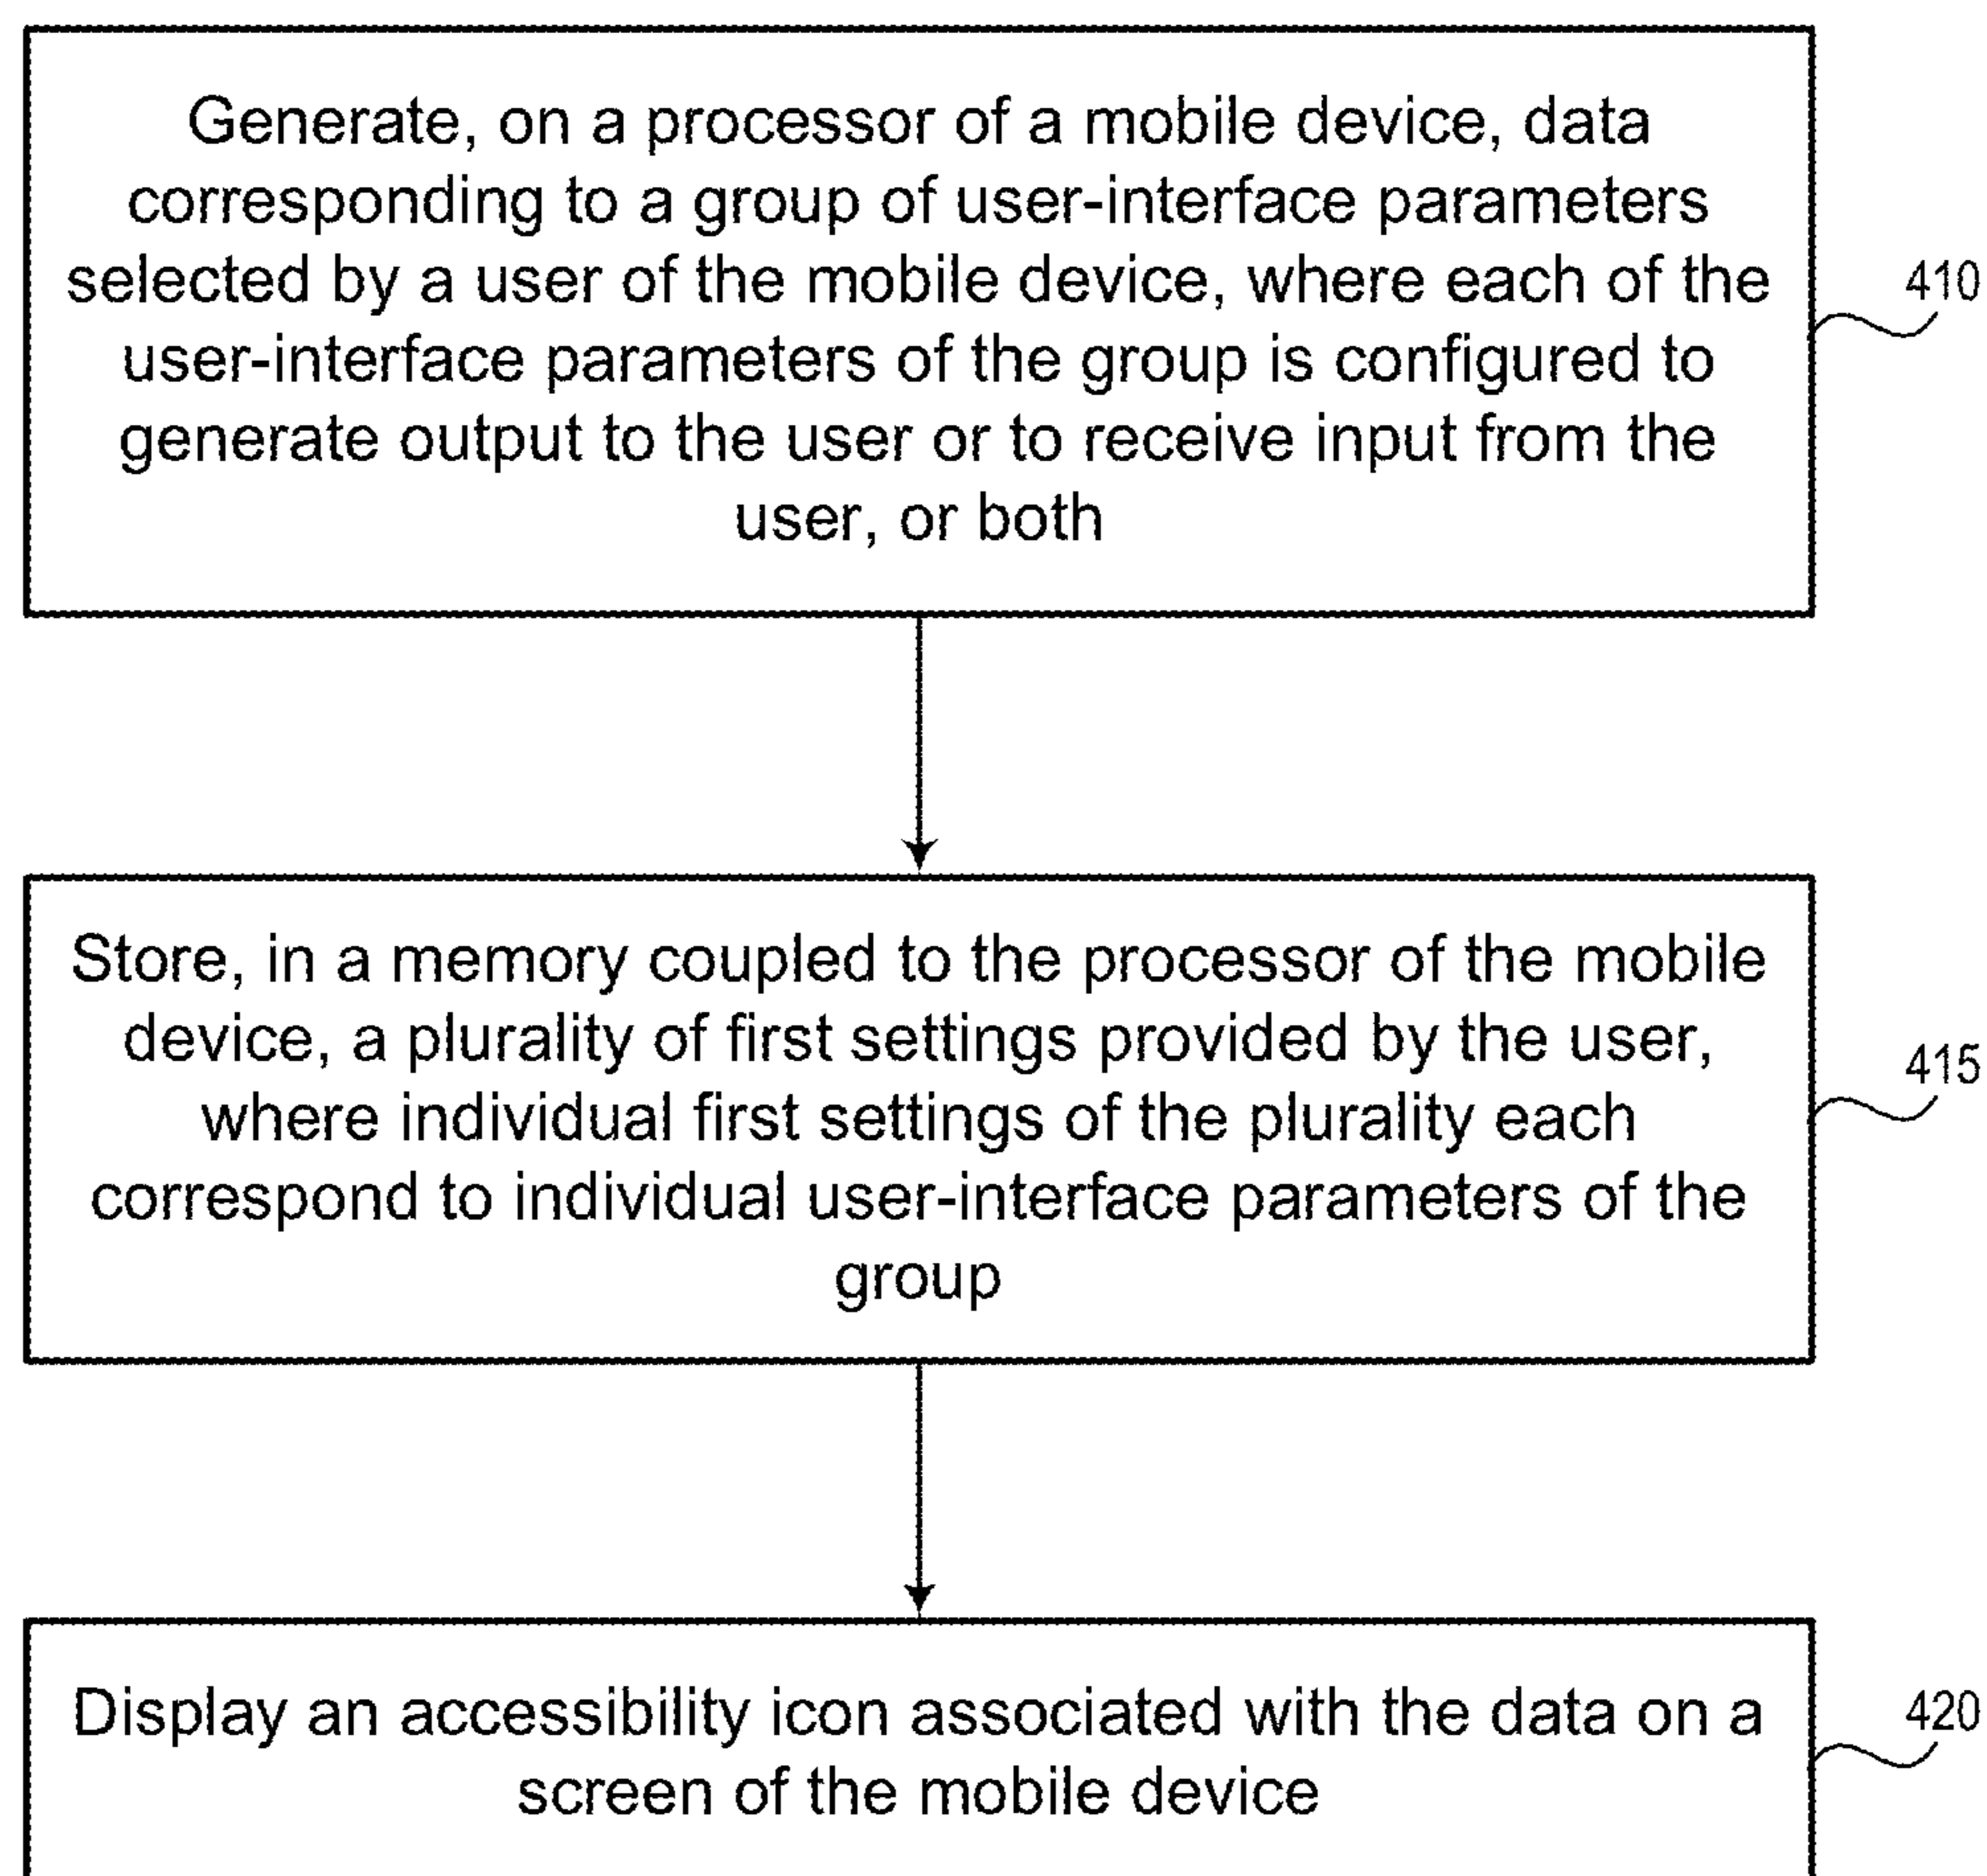 Generate, on a processor of a mobile device, data
corresponding to a group of user-interface parameters
selected by a user of the mobile device, where each of the
user-interface parameters of the group is configured to
generate output to the user or to receive input from the
user, or both
410
Store, in a memory coupled to the processor of the mobile
device, a plurality of first settings provided by the user,
where individual first settings of the plurality each
correspond to individual user-interface parameters of the
group
415
Display an accessibility icon associated with the data on a
screen of the mobile device
420